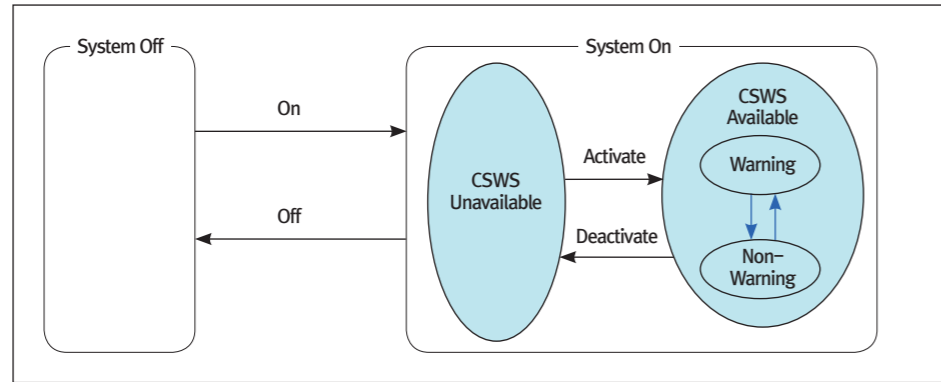 System Off
System On
On
Off
CSWS
Unavailable
Activate
Deactivate
CSWS
Available
Warning
Non-
Warning